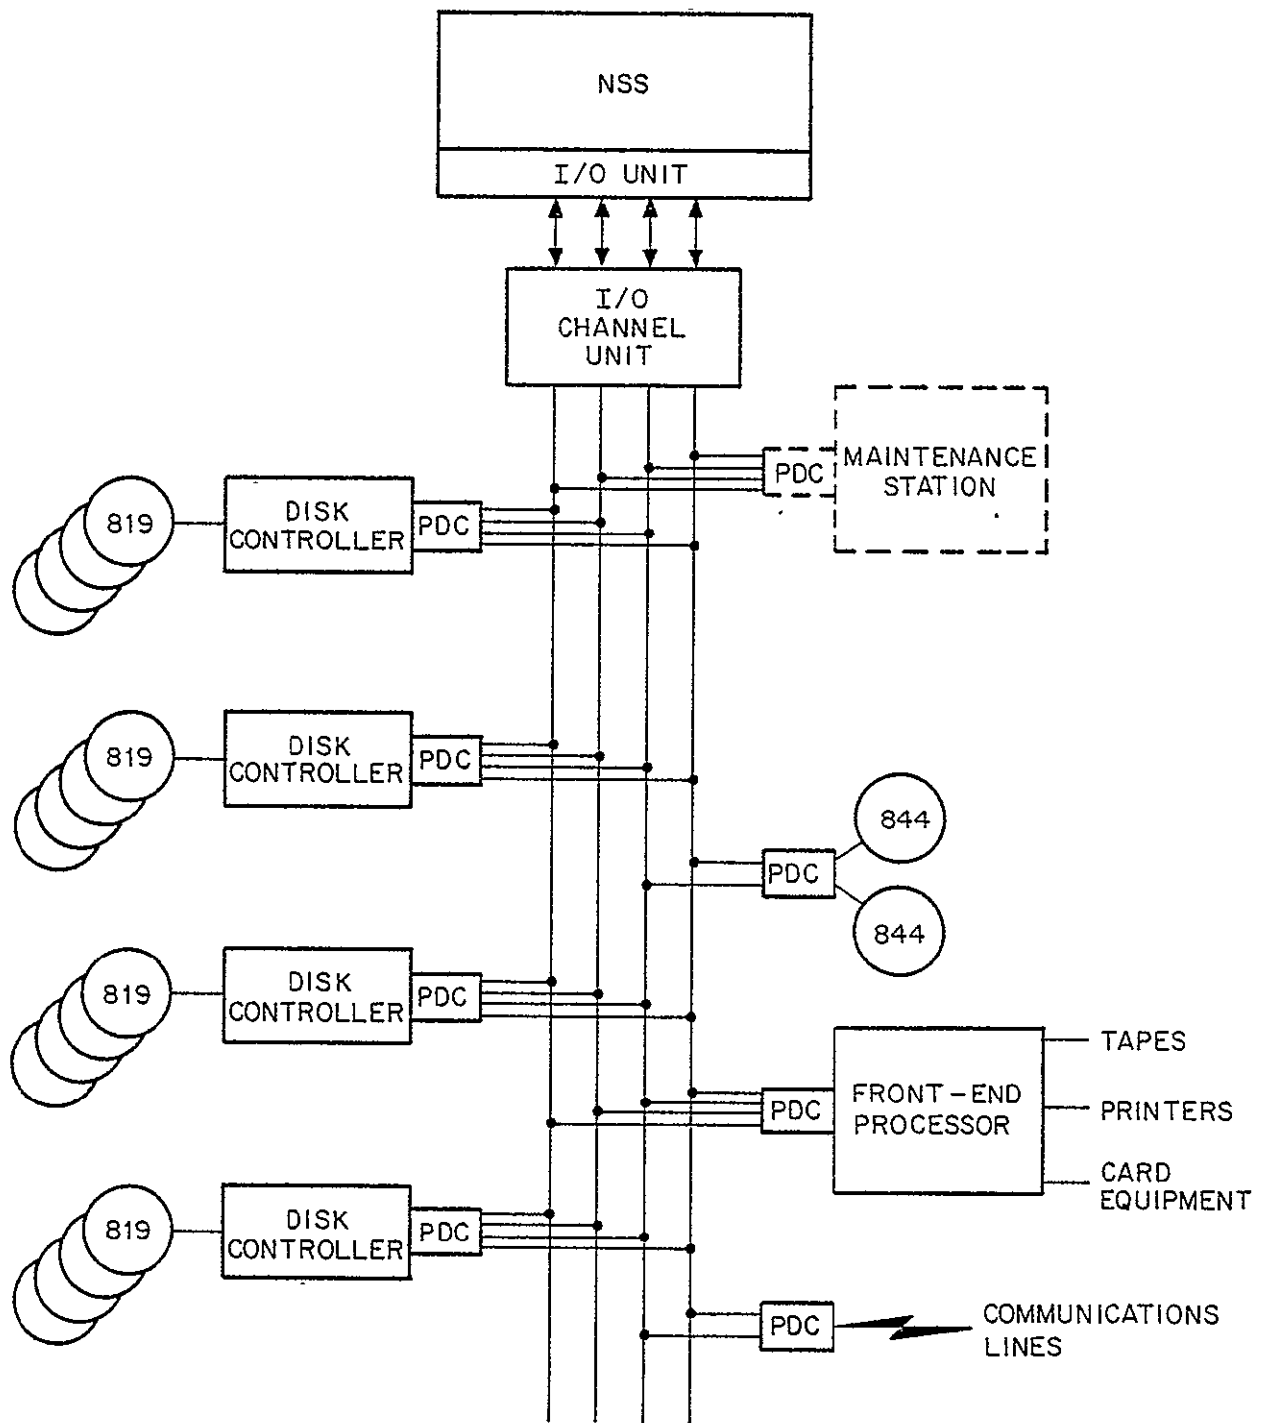 NSS
I/O UNIT
I/O
CHANNEL
UNIT
PDC
MAINTENANCE
STATION
819
DISK
CONTROLLER
PDC
819
DISK
CONTROLLER
PDC
844
PDC
844
819
DISK
CONTROLLER
PDC
PDC
FRONT-END
PROCESSOR
TAPES
PRINTERS
CARD
EQUIPMENT
819
DISK
CONTROLLER
PDC
PDC
COMMUNICATIONS
LINES